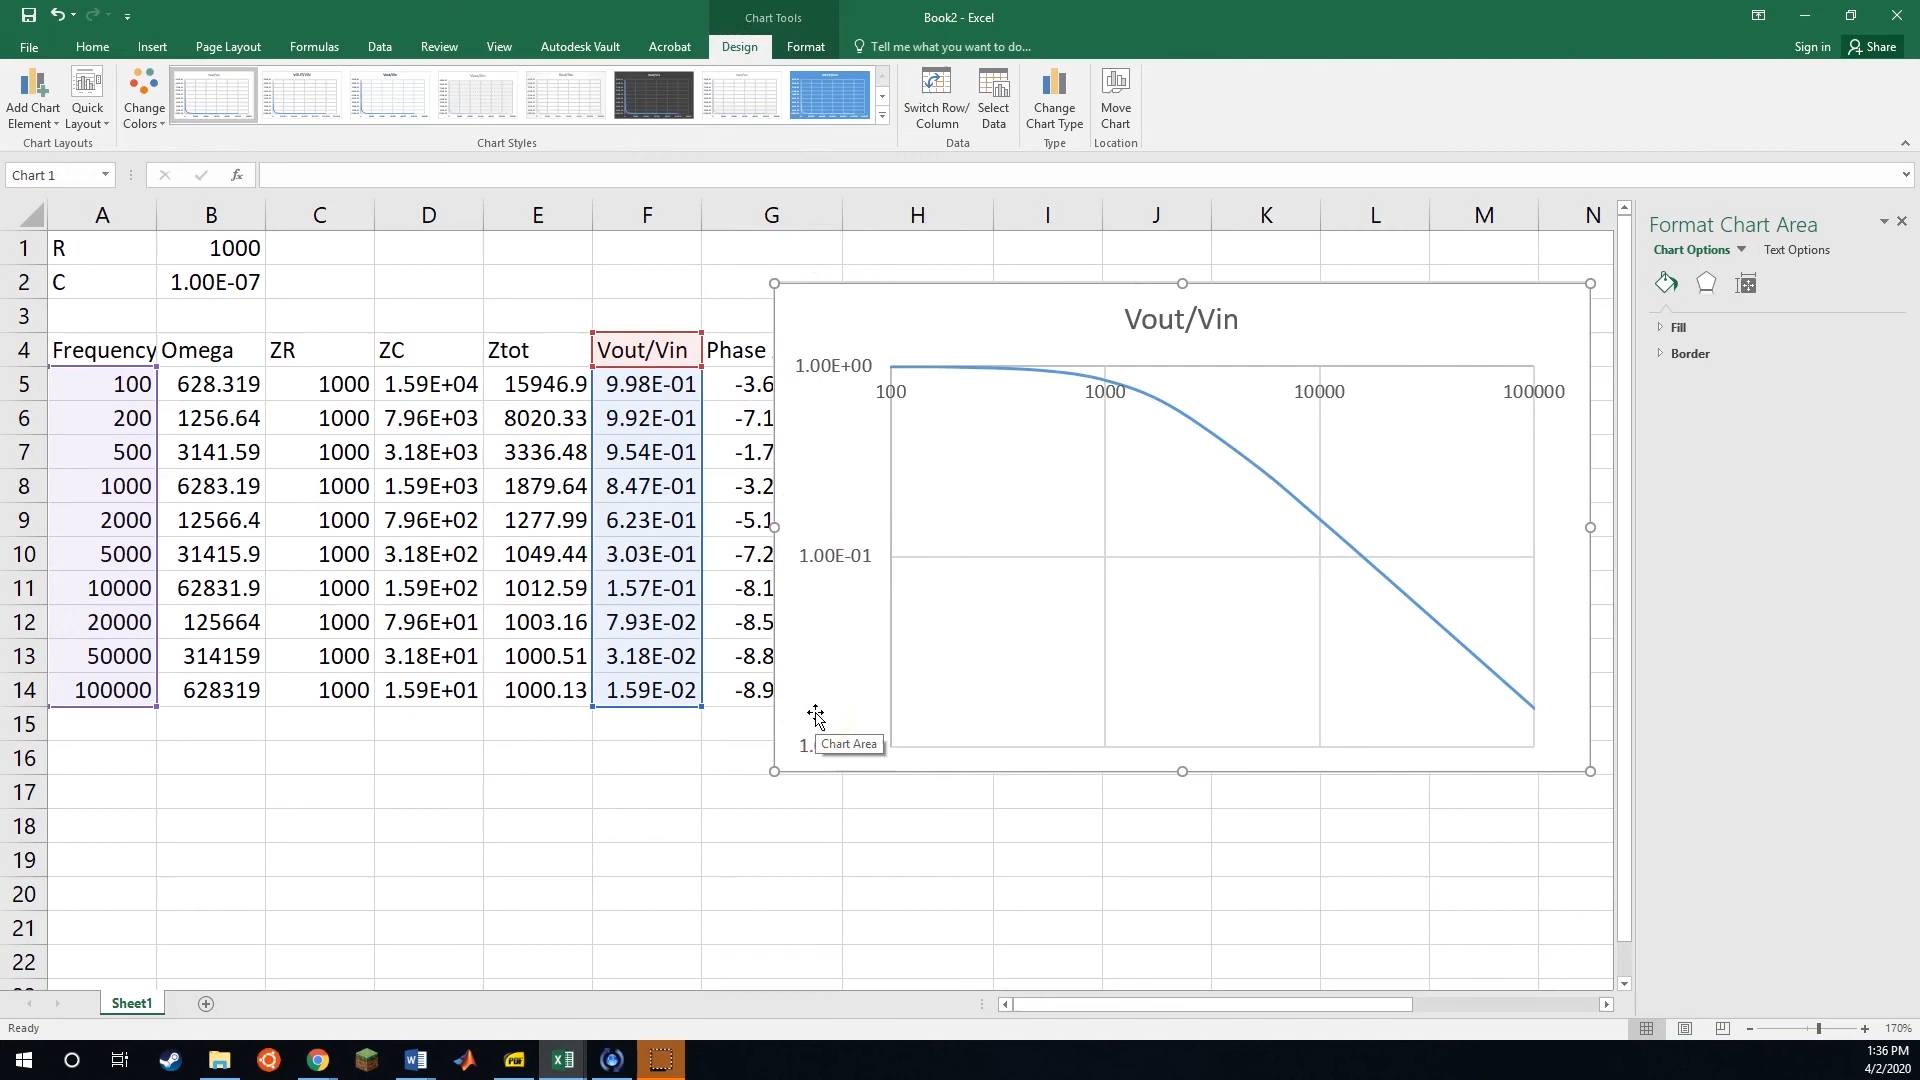 Chart Tools
Book2 - Excel
File Home Insert Page Layout Formulas Data Review View Autodesk Vault Acrobat Design Format Tell me what you want to do... Sign in Share
Add Chart Element
Quick Layout
Change Colors
Switch Row/ Column
Select Data
Change Chart Type
Move Chart
Chart Layouts Chart Styles Data Type Location
Chart 1 fx
A B C D E F G H I J K L M N
1 R 1000
2 C 1.00E-07
3
4 Frequency Omega ZR ZC Ztot Vout/Vin Phase
5 100 628.319 1000 1.59E+04 15946.9 9.98E-01 -3.6
6 200 1256.64 1000 7.96E+03 8020.33 9.92E-01 -7.1
7 500 3141.59 1000 3.18E+03 3336.48 9.54E-01 -1.7
8 1000 6283.19 1000 1.59E+03 1879.64 8.47E-01 -3.2
9 2000 12566.4 1000 7.96E+02 1277.99 6.23E-01 -5.1
10 5000 31415.9 1000 3.18E+02 1049.44 3.03E-01 -7.2
11 10000 62831.9 1000 1.59E+02 1012.59 1.57E-01 -8.1
12 20000 125664 1000 7.96E+01 1003.16 7.93E-02 -8.5
13 50000 314159 1000 3.18E+01 1000.51 3.18E-02 -8.8
14 100000 628319 1000 1.59E+01 1000.13 1.59E-02 -8.9
15
16
17
18
19
20
21
22
Vout/Vin
1.00E+00
100 1000 10000 100000
1.00E-01
1.
Chart Area
Format Chart Area
Chart Options Text Options
Fill
Border
Sheet1
Ready
170%
1:36 PM
4/2/2020